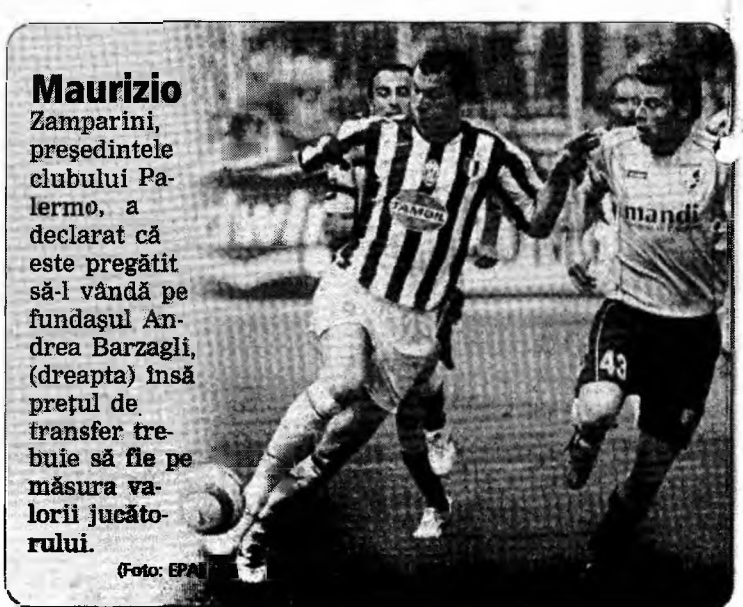 Maurizio
Zamparini,
preşedintele
clubului Pa-
lermo, a
declarat că
este pregătit
să-l vândă pe
fundaşul An-
drea Barzagli,
(dreapta) însă
preţul de
transfer tre-
buie să fie pe
măsura va-
lorii jucăto-
rului.
(Foto: EPA
TAMOIL
mandi
43